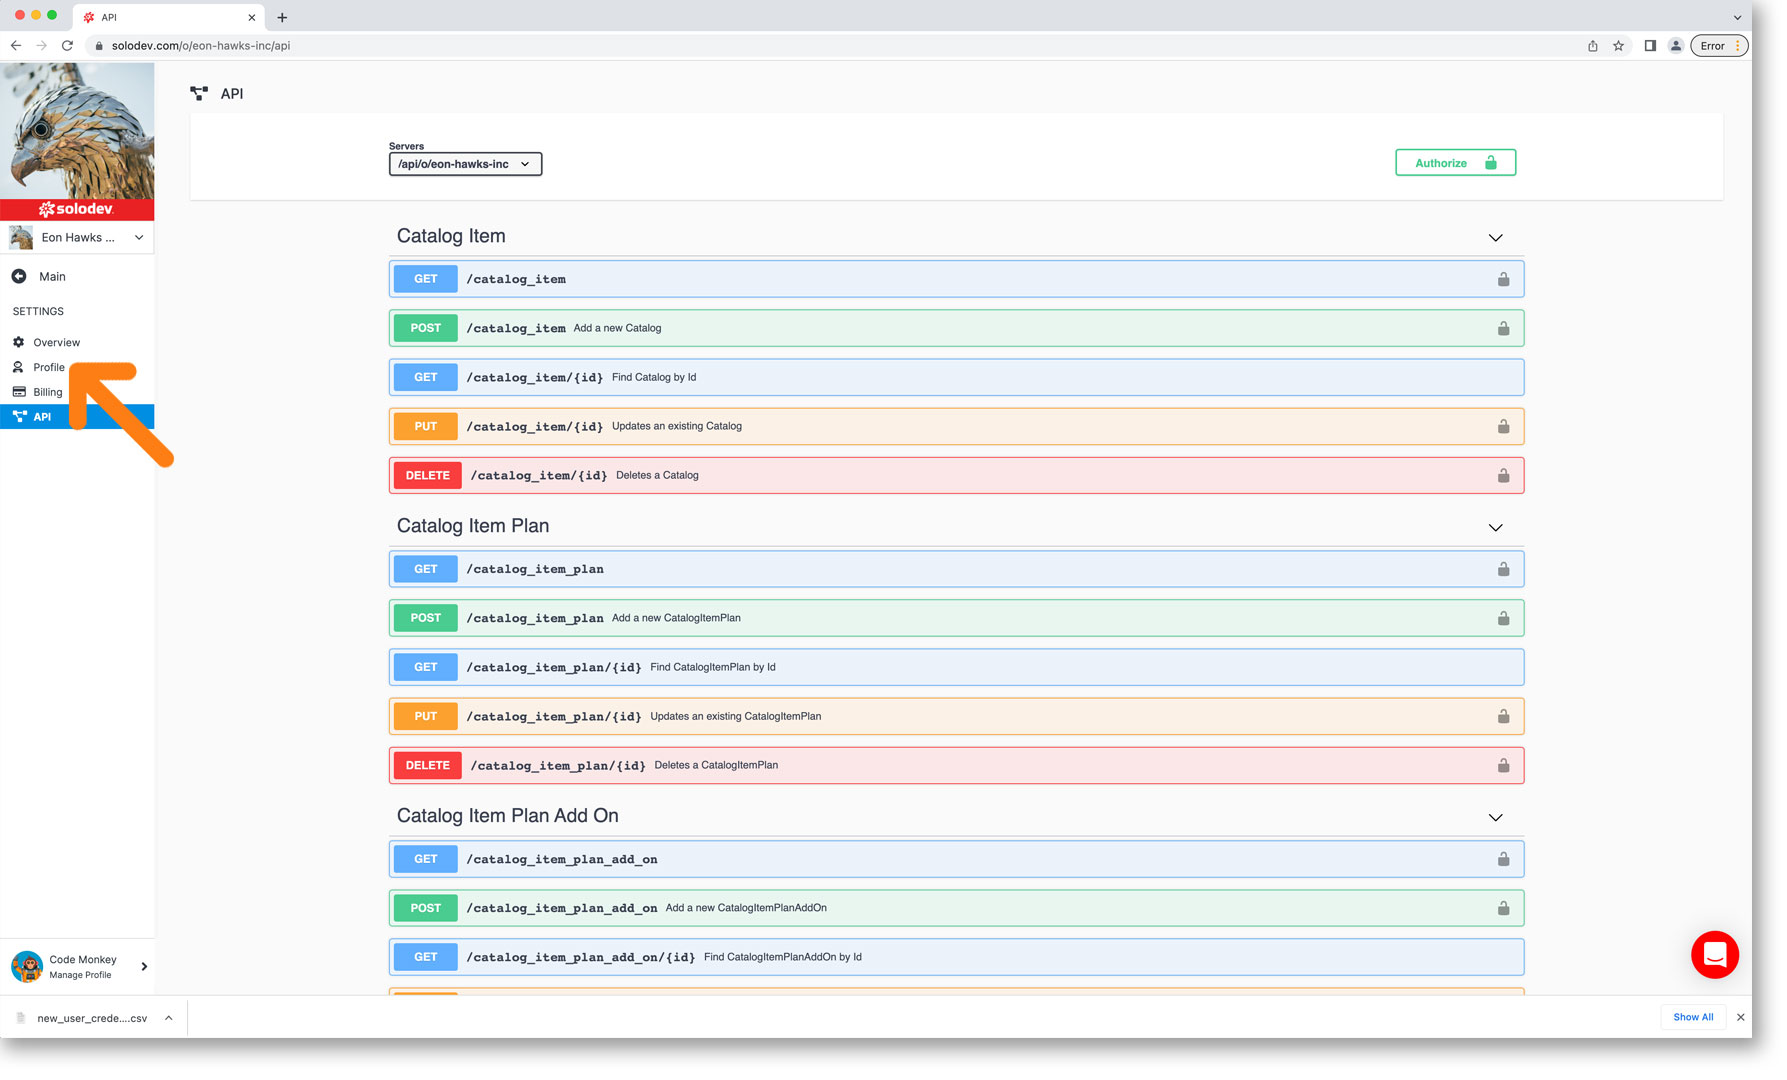 API
solodev.com/o/eon-hawks-inc/api
Error
solodev
Eon Hawks ...
Main
SETTINGS
Overview
Profile
Billing
API
Code Monkey
Manage Profile
API
Servers
/api/o/eon-hawks-inc
Authorize
Catalog Item
GET /catalog_item
POST /catalog_item Add a new Catalog
GET /catalog_item/{id} Find Catalog by Id
PUT /catalog_item/{id} Updates an existing Catalog
DELETE /catalog_item/{id} Deletes a Catalog
Catalog Item Plan
GET /catalog_item_plan
POST /catalog_item_plan Add a new CatalogItemPlan
GET /catalog_item_plan/{id} Find CatalogItemPlan by Id
PUT /catalog_item_plan/{id} Updates an existing CatalogItemPlan
DELETE /catalog_item_plan/{id} Deletes a CatalogItemPlan
Catalog Item Plan Add On
GET /catalog_item_plan_add_on
POST /catalog_item_plan_add_on Add a new CatalogItemPlanAddOn
GET /catalog_item_plan_add_on/{id} Find CatalogItemPlanAddOn by Id
new_user_crede....csv
Show All